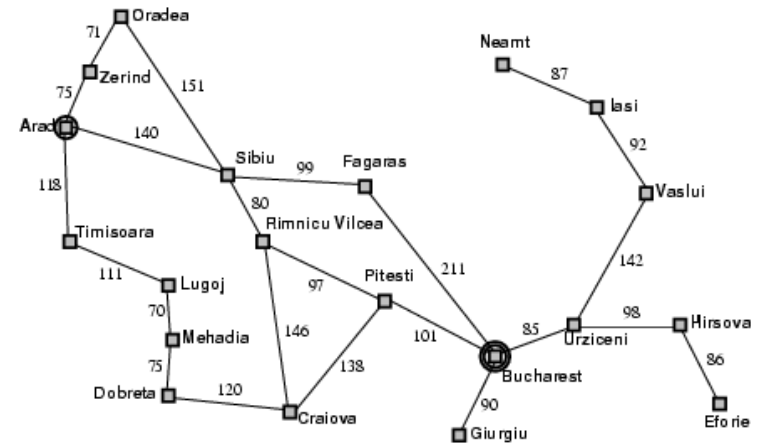 Oradea
71
Neamt
Zerind
87
75
151
Iasi
Arad
140
92
Sibiu
99
Fagaras
118
80
Vaslui
Timisoara
Rimnicu Vilcea
111
211
142
Lugoj
97
Pitesti
70
98
Hirsova
146
101
85
Mehadia
Urziceni
75
138
86
120
Bucharest
Dobreta
90
Craiova
Eforie
Giurgiu